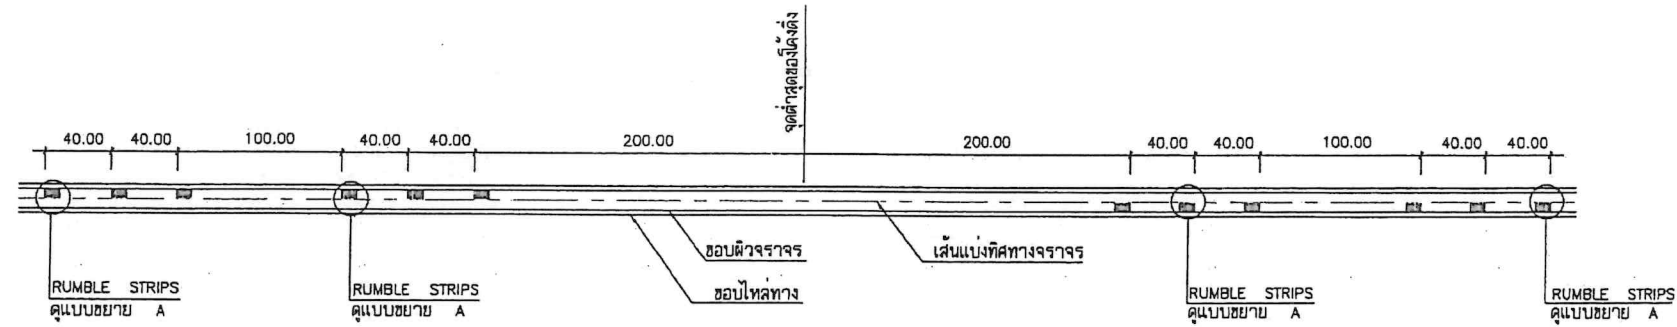 จุดต่ำสุดของโค้งดิ่ง
40.00 40.00 100.00 40.00 40.00 200.00 200.00 40.00 40.00 100.00 40.00 40.00
ขอบผิวจราจร
เส้นแบ่งทิศทางจราจร
ขอบไหล่ทาง
RUMBLE STRIPS
ดูแบบขยาย A
RUMBLE STRIPS
ดูแบบขยาย A
RUMBLE STRIPS
ดูแบบขยาย A
RUMBLE STRIPS
ดูแบบขยาย A